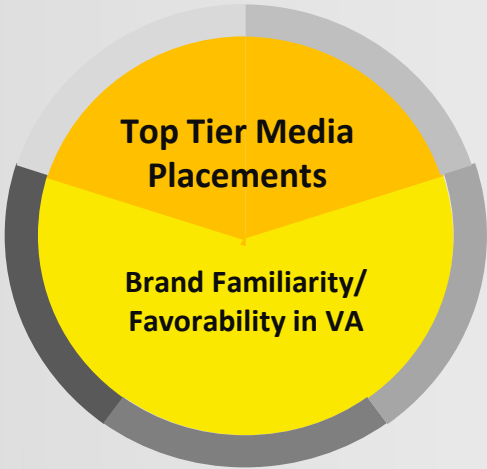 Top Tier Media
Placements
Brand Familiarity/
Favorability in VA